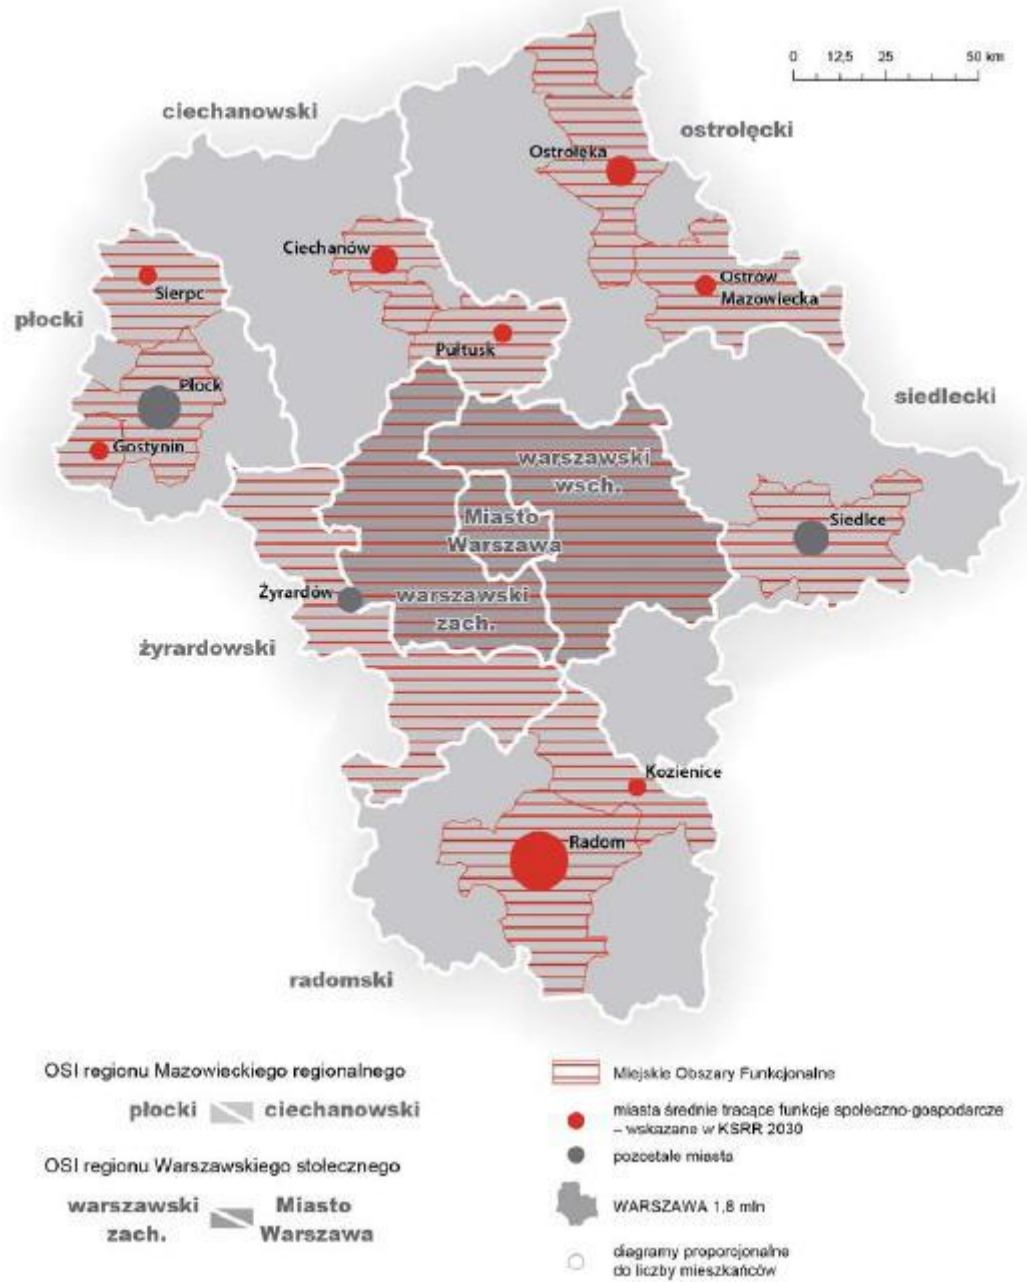 0 12,5 25 50 km
ciechanowski
ostrołęcki
Ostrołęka
Ciechanów
Sierpc
Ostrów
Mazowiecka
płocki
Pułtusk
Płock
siedlecki
Gostynin
warszawski
wsch.
Miasto
Warszawa
Siedlce
Żyrardów
warszawski
zach.
żyrardowski
Kozienice
Radom
radomski
OSI regionu Mazowieckiego regionalnego
płocki ciechanowski
OSI regionu Warszawskiego stołecznego
warszawski
zach.
Miasto
Warszawa
Miejskie Obszary Funkcjonalne
miasta średnie tracące funkcje społeczno-gospodarcze
– wskazane w KSRR 2030
pozostałe miasta
WARSZAWA 1,8 mln
diagramy proporcjonalne
do liczby mieszkańców